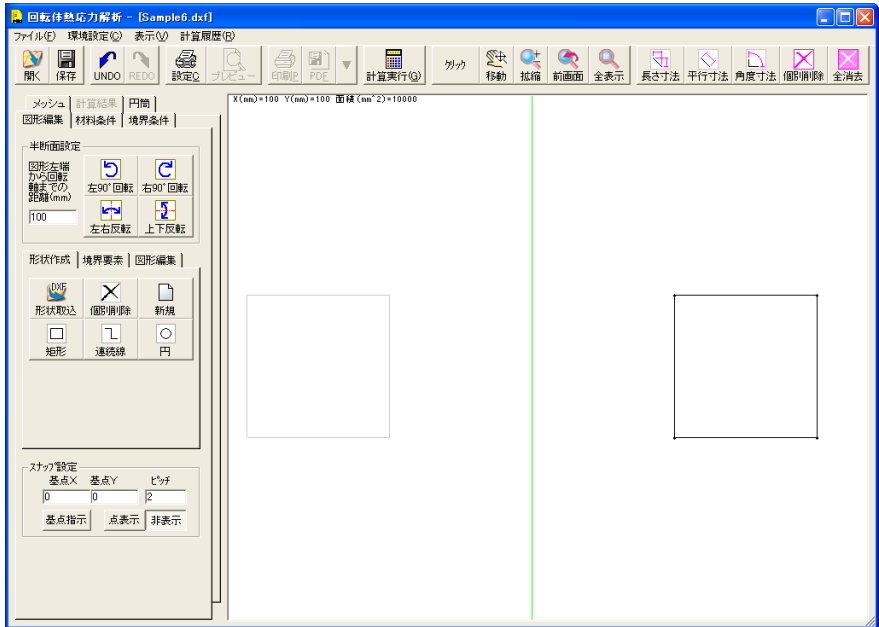 回転体熱応力解析 - [Sample6.dxf]
ファイル(F) 環境設定(C) 表示(V) 計算履歴(R)
開く 保存 UNDO REDO 設定Q プレビュー 印刷P PDF 計算実行(G) クリック 移動 拡縮 前画面 全表示 長さ寸法 平行寸法 角度寸法 個別削除 全消去
メッシュ 計算結果 円筒
図形編集 材料条件 境界条件
X(mm)=100 Y(mm)=100 面積(mm^2)=10000
半断面設定
図形左端
から回転
軸までの
距離(mm)
100
左90°回転 右90°回転
左右反転 上下反転
形状作成 境界要素 図形編集
DXF
形状取込 個別削除 新規
矩形 連続線 円
スナップ設定
基点X 基点Y ピッチ
0 0 2
基点指示 点表示 非表示